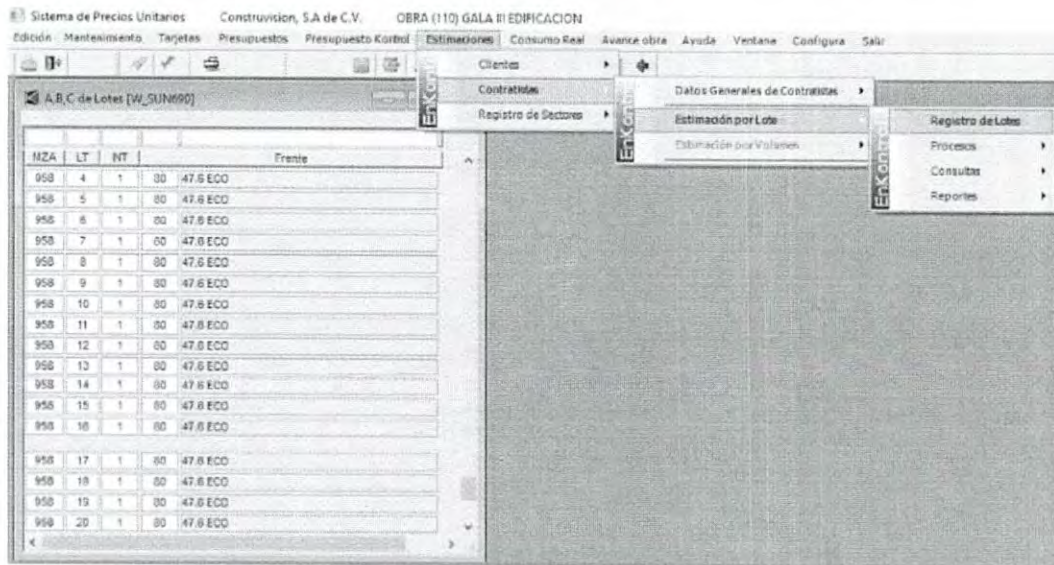 Sistema de Precios Unitarios Construvision, S.A de C.V. OBRA (110) GALA III EDIFICACION
Edición Mantenimiento Tarjetas Presupuestos Presupuesto Kontrol Estimaciones Consumo Real Avance obra Ayuda Ventana Configura Salir
Clientes
Contratistas
Registro de Sectores
EnKontrol
Datos Generales de Contratistas
Estimación por Lote
Estimación por Volumen
EnKontrol
Registro de Lotes
Procesos
Consultas
Reportes
EnKontrol
A,B,C de Lotes [W_SUN690]
MZA LT NT Frente
958 4 1 80 47.6 ECO
958 5 1 80 47.6 ECO
958 6 1 80 47.6 ECO
958 7 1 80 47.6 ECO
958 8 1 80 47.6 ECO
958 9 1 80 47.6 ECO
958 10 1 80 47.6 ECO
958 11 1 80 47.6 ECO
958 12 1 80 47.6 ECO
958 13 1 80 47.6 ECO
958 14 1 80 47.6 ECO
958 15 1 80 47.6 ECO
958 16 1 80 47.6 ECO
958 17 1 80 47.6 ECO
958 18 1 80 47.6 ECO
958 19 1 80 47.6 ECO
958 20 1 80 47.6 ECO